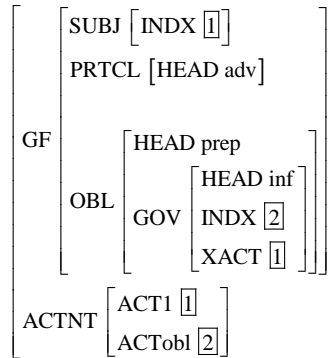 SUBJ [INDX 1]
PRTCL [HEAD adv]
GF
HEAD prep
OBL
HEAD inf
GOV
INDX 2
XACT 1
ACTNT
ACT1 1
ACTobl 2